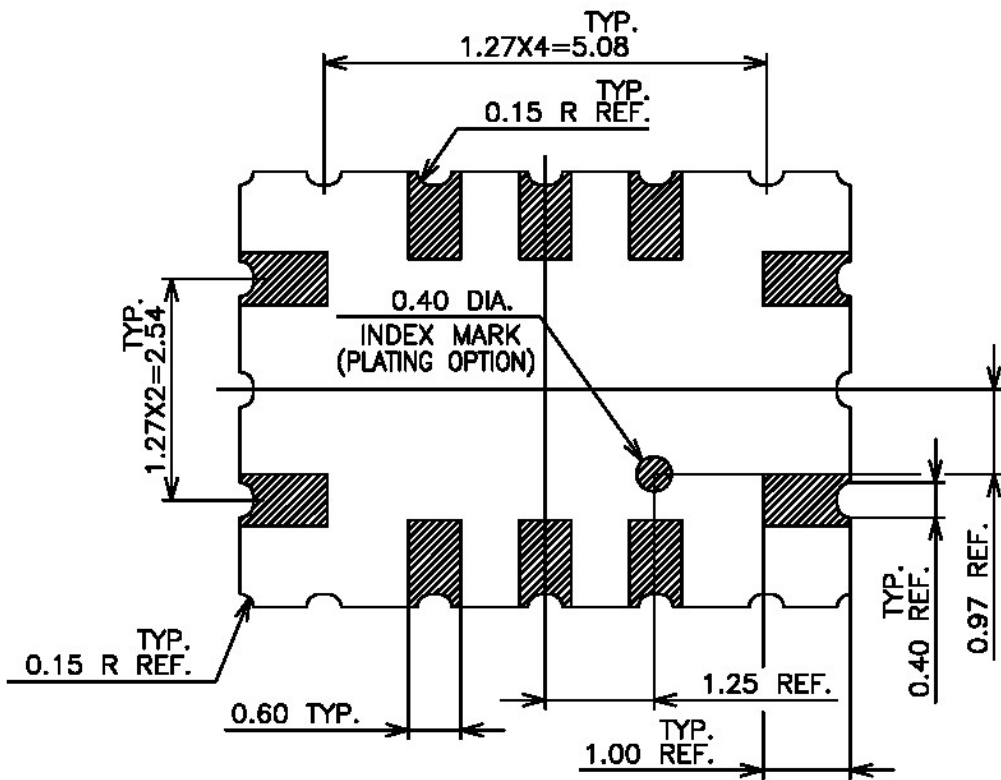 TYP.
1.27X4=5.08
TYP.
0.15 R REF.
0.40 DIA.
INDEX MARK
(PLATING OPTION)
TYP.
1.27X2=2.54
TYP.
0.40 REF.
0.97 REF.
TYP.
0.15 R REF.
0.60 TYP.
1.25 REF.
TYP.
1.00 REF.